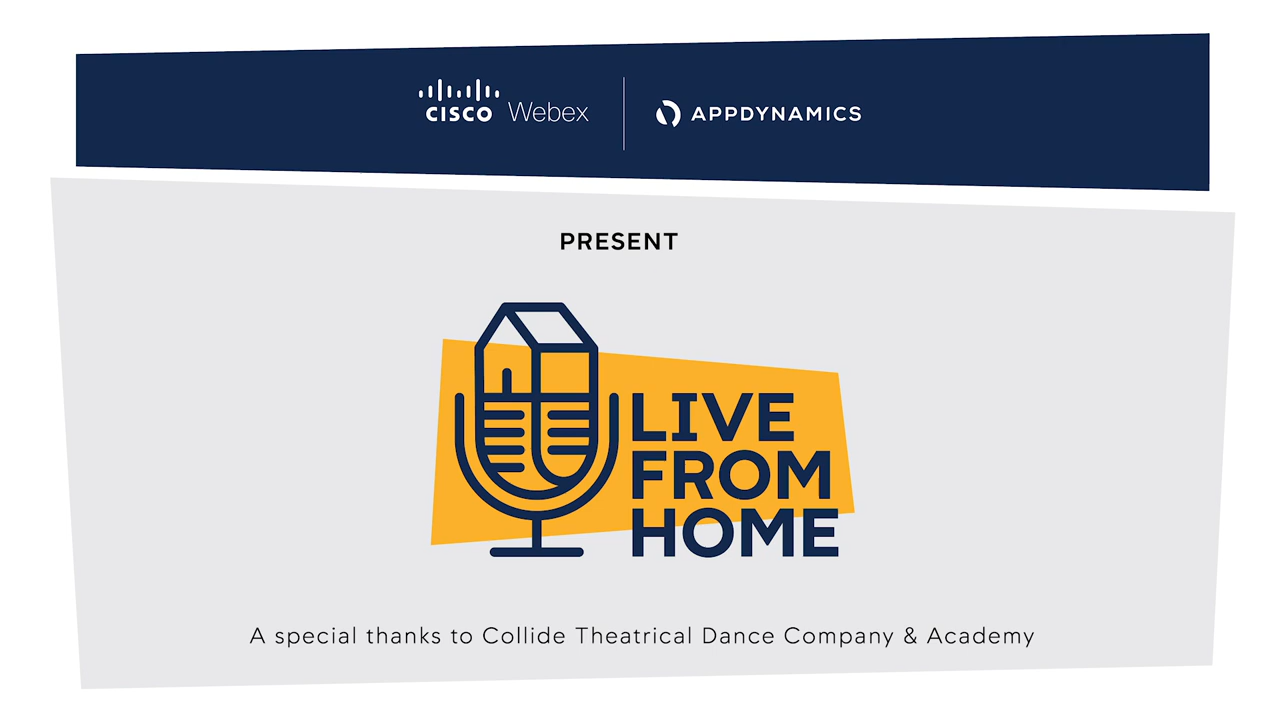 CISCO Webex
APPDYNAMICS
PRESENT
LIVE
FROM
HOME
A special thanks to Collide Theatrical Dance Company & Academy